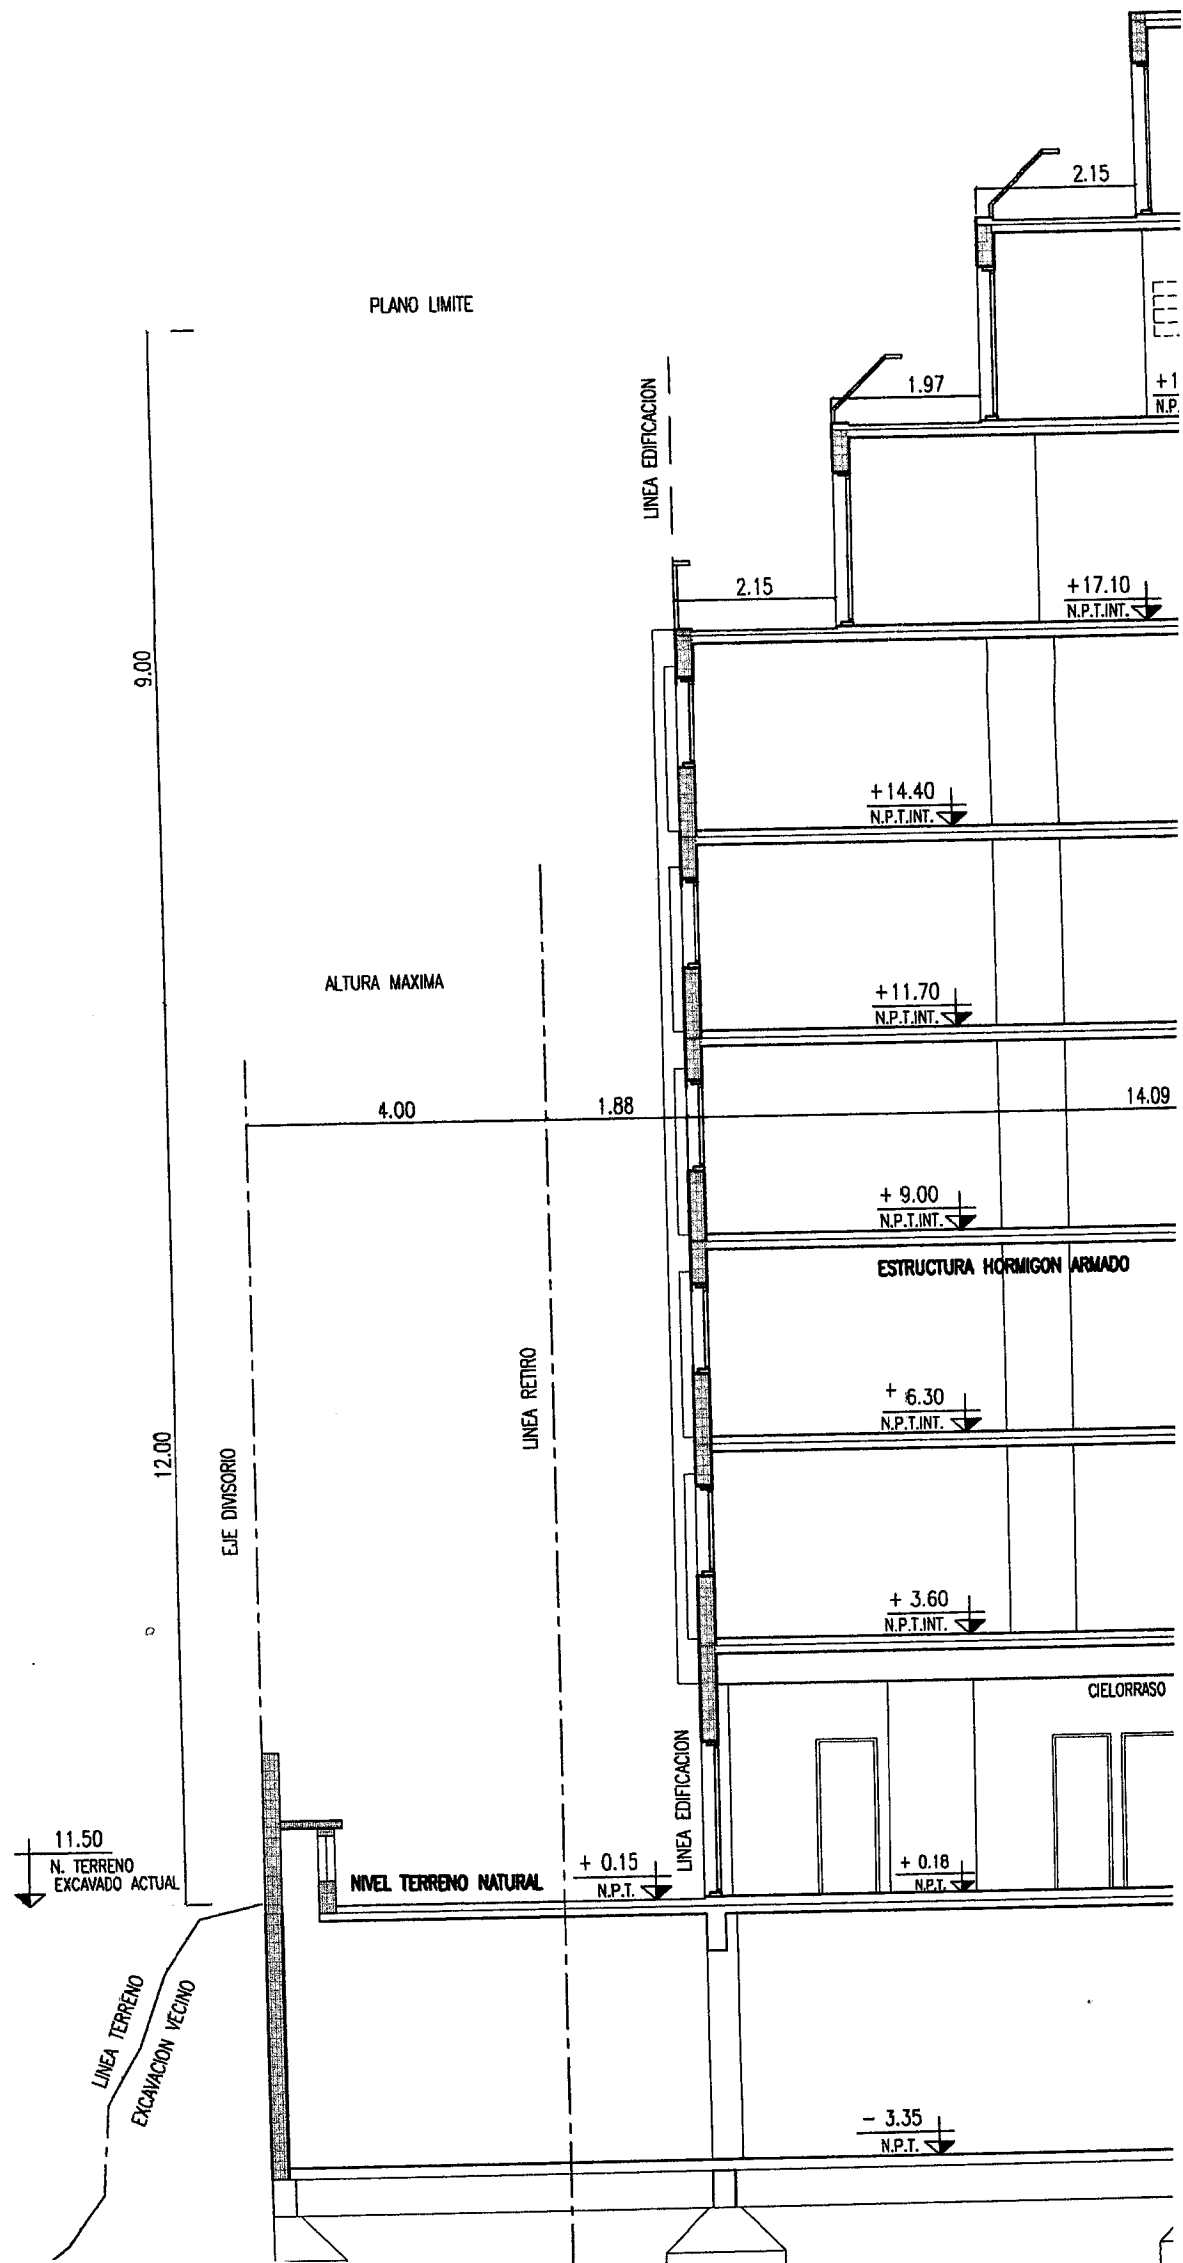 2.15
PLANO LIMITE
LINEA EDIFICACION
1.97
+1
N.P.
2.15
+17.10
N.P.T.INT.
9.00
+14.40
N.P.T.INT.
ALTURA MAXIMA
+11.70
N.P.T.INT.
4.00
1.88
14.09
+ 9.00
N.P.T.INT.
ESTRUCTURA HORMIGON ARMADO
LINEA RETIRO
+ 6.30
N.P.T.INT.
12.00
EJE DIVISORIO
+ 3.60
N.P.T.INT.
CIELORRASO
LINEA EDIFICACION
11.50
N. TERRENO
EXCAVADO ACTUAL
NIVEL TERRENO NATURAL
+ 0.15
N.P.T.
+ 0.18
N.P.T.
LINEA TERRENO
EXCAVACION VECINO
- 3.35
N.P.T.